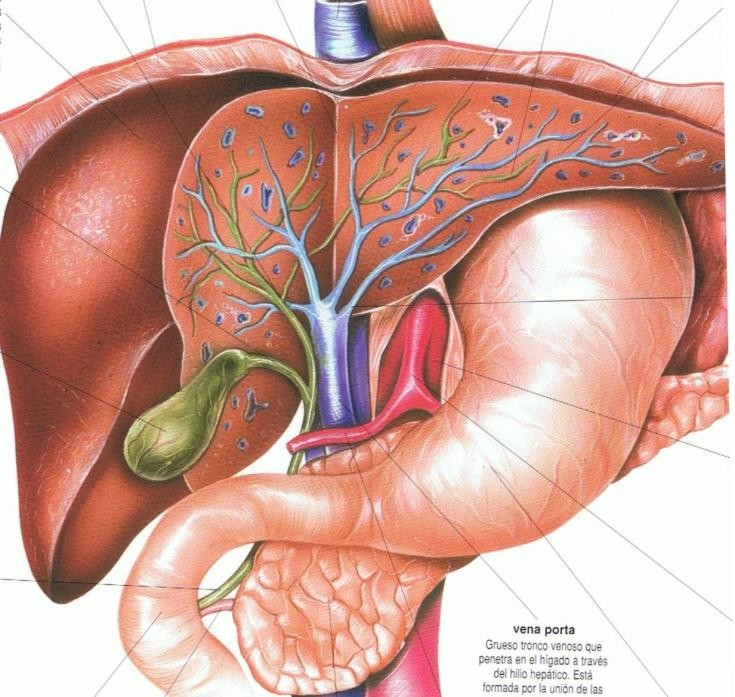 vena porta
Grueso tronco venoso que
penetra en el hígado a través
del hilio hepático. Está
formada por la unión de las